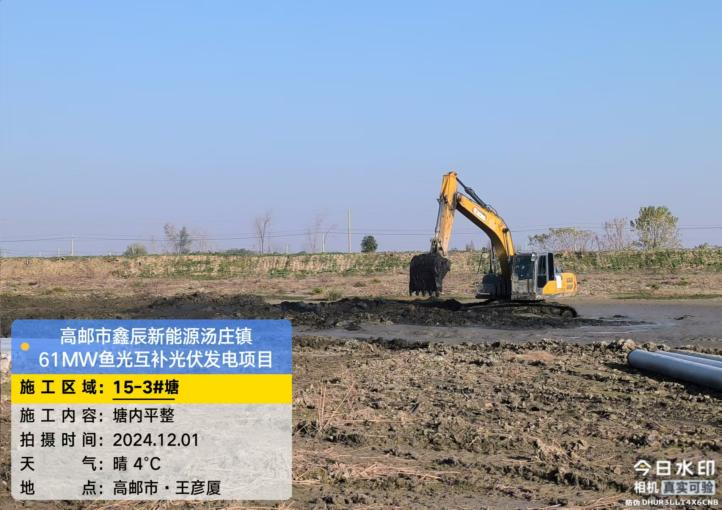 高邮市鑫辰新能源汤庄镇
61MW鱼光互补光伏发电项目
施工区域：15-3#塘
施工内容：塘内平整
拍摄时间：2024.12.01
天气：晴 4°C
地点：高邮市·王彦厦
今日水印
相机 真实可验
防伪 DHUR3LLT4X6CNB